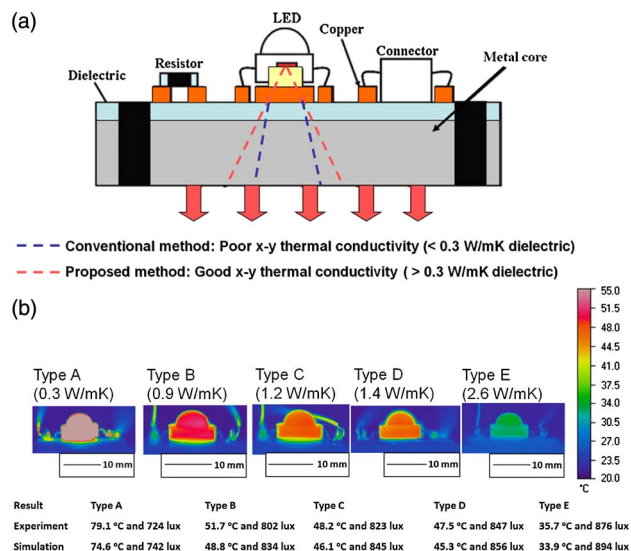 (a)
LED
Copper
Connector
Resistor
Metal core
Dielectric
Conventional method: Poor x-y thermal conductivity (< 0.3 W/mK dielectric)
Proposed method: Good x-y thermal conductivity ( > 0.3 W/mK dielectric)
(b)
Type A
(0.3 W/mK)
Type B
(0.9 W/mK)
Type C
(1.2 W/mK)
Type D
(1.4 W/mK)
Type E
(2.6 W/mK)
55.0
52.0
48.5
44.5
41.0
37.5
34.0
30.5
27.0
23.5
20.0
°C
10 mm
10 mm
10 mm
10 mm
10 mm
Result Type A Type B Type C Type D Type E
Experiment 79.1 °C and 724 lux 51.7 °C and 802 lux 48.2 °C and 823 lux 47.5 °C and 847 lux 35.7 °C and 876 lux
Simulation 74.6 °C and 742 lux 48.8 °C and 834 lux 46.1 °C and 845 lux 45.3 °C and 856 lux 33.9 °C and 894 lux